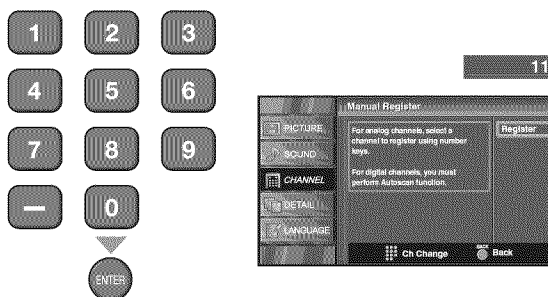 1 2 3
4 5 6
7 8 9
0
ENTER
11
Manual Register
PICTURE
SOUND
CHANNEL
DETAIL
LANGUAGE
For analog channels, select a
channel to register using number
keys.
For digital channels, you must
perform Autoscan function.
Register
Ch Change
BACK
Back